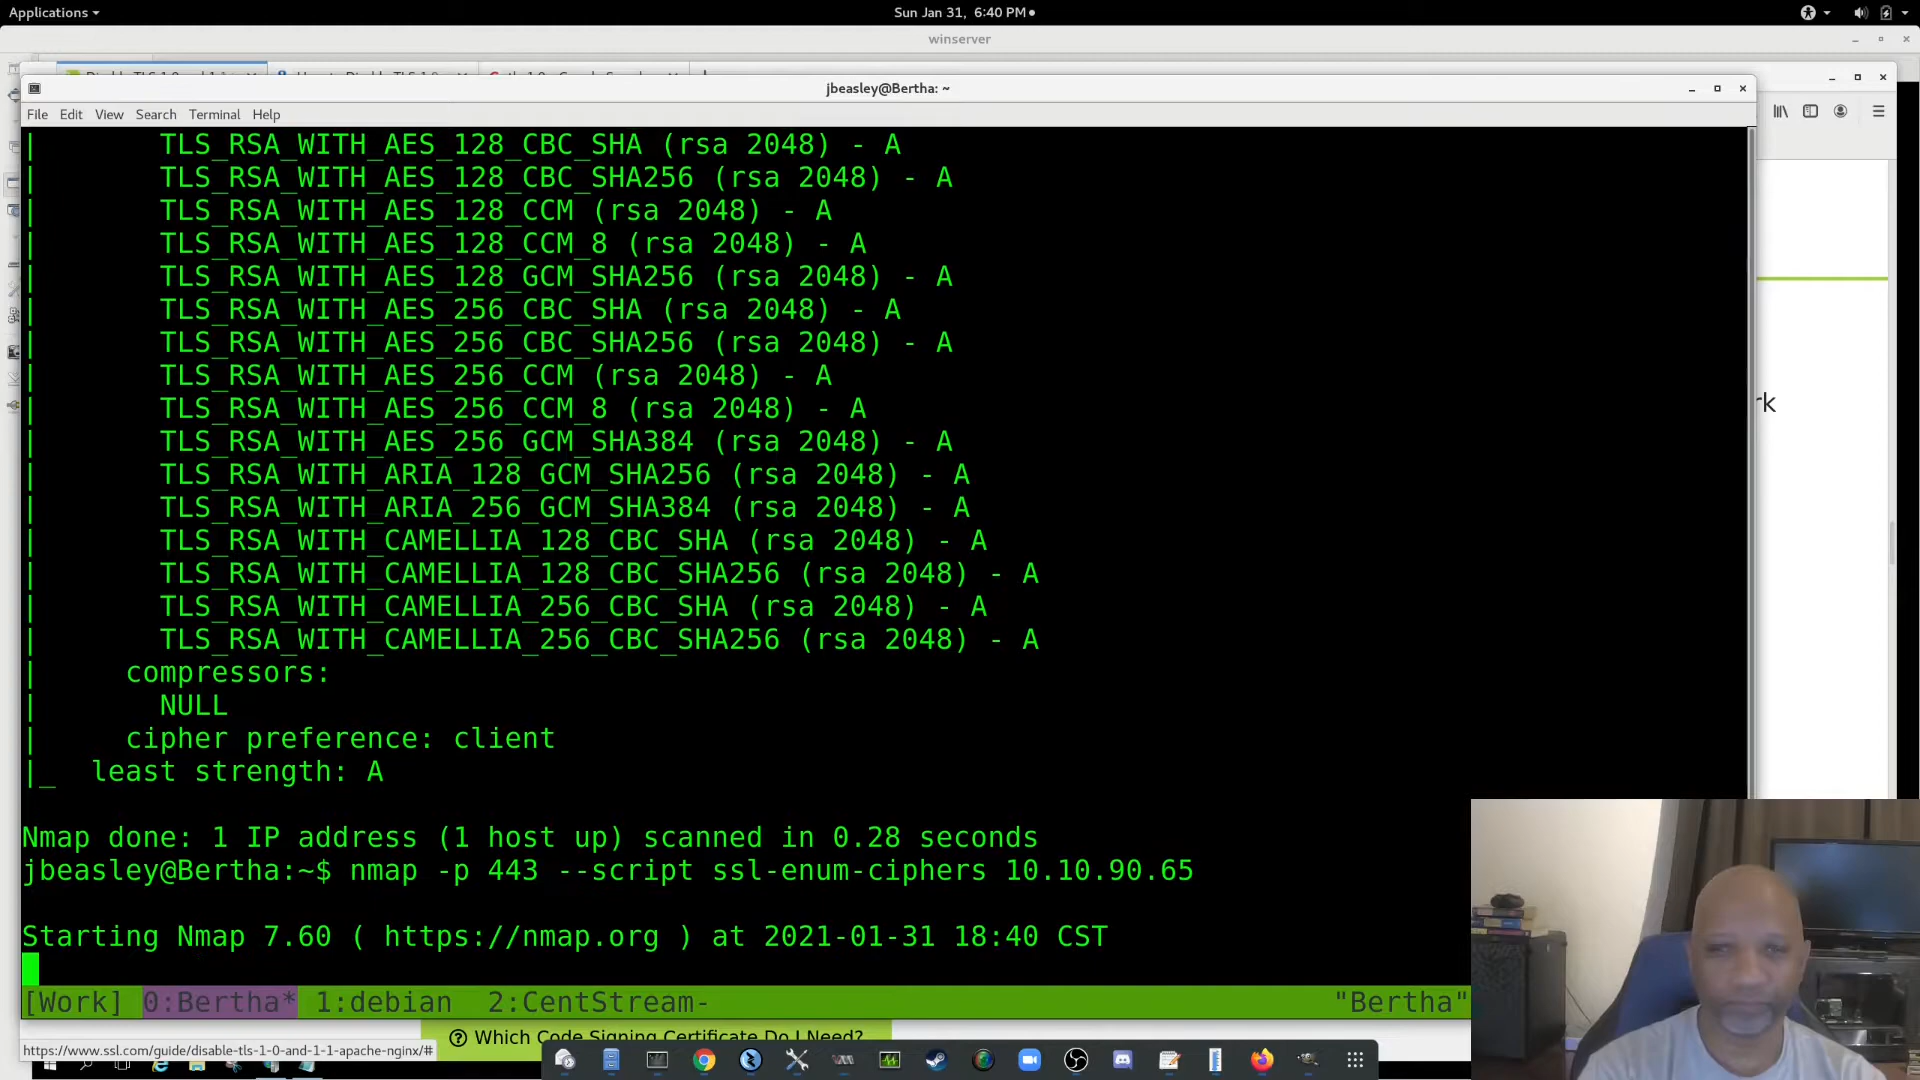 Applications
Sun Jan 31, 6:40 PM
winserver
jbeasley@Bertha: ~
File Edit View Search Terminal Help
| TLS_RSA_WITH_AES_128_CBC_SHA (rsa 2048) - A
| TLS_RSA_WITH_AES_128_CBC_SHA256 (rsa 2048) - A
| TLS_RSA_WITH_AES_128_CCM (rsa 2048) - A
| TLS_RSA_WITH_AES_128_CCM_8 (rsa 2048) - A
| TLS_RSA_WITH_AES_128_GCM_SHA256 (rsa 2048) - A
| TLS_RSA_WITH_AES_256_CBC_SHA (rsa 2048) - A
| TLS_RSA_WITH_AES_256_CBC_SHA256 (rsa 2048) - A
| TLS_RSA_WITH_AES_256_CCM (rsa 2048) - A
| TLS_RSA_WITH_AES_256_CCM_8 (rsa 2048) - A
| TLS_RSA_WITH_AES_256_GCM_SHA384 (rsa 2048) - A
| TLS_RSA_WITH_ARIA_128_GCM_SHA256 (rsa 2048) - A
| TLS_RSA_WITH_ARIA_256_GCM_SHA384 (rsa 2048) - A
| TLS_RSA_WITH_CAMELLIA_128_CBC_SHA (rsa 2048) - A
| TLS_RSA_WITH_CAMELLIA_128_CBC_SHA256 (rsa 2048) - A
| TLS_RSA_WITH_CAMELLIA_256_CBC_SHA (rsa 2048) - A
| TLS_RSA_WITH_CAMELLIA_256_CBC_SHA256 (rsa 2048) - A
| compressors:
| NULL
| cipher preference: client
|_ least strength: A
Nmap done: 1 IP address (1 host up) scanned in 0.28 seconds
jbeasley@Bertha:~$ nmap -p 443 --script ssl-enum-ciphers 10.10.90.65
Starting Nmap 7.60 ( https://nmap.org ) at 2021-01-31 18:40 CST
[Work] 0:Bertha* 1:debian 2:CentStream- "Bertha"
Which Code Signing Certificate Do I Need?
https://www.ssl.com/guide/disable-tls-1-0-and-1-1-apache-nginx/#
rk